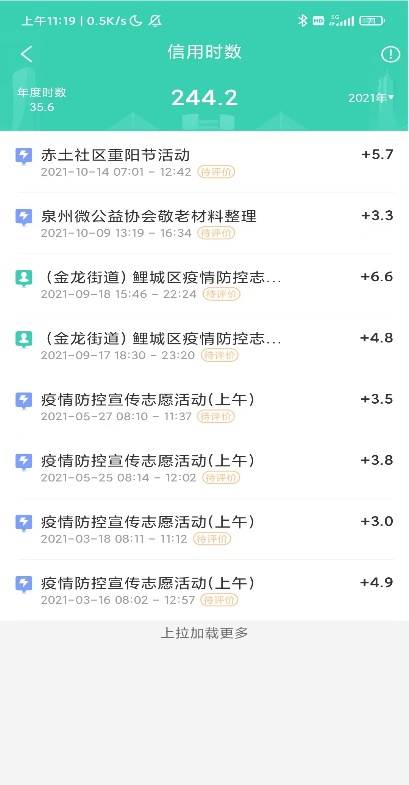 上午11:19 | 0.5K/s
HD 5G 71
信用时数
年度时数
35.6
244.2
2021年
赤土社区重阳节活动 +5.7
2021-10-14 07:01 - 12:42 待评价
泉州微公益协会敬老材料整理 +3.3
2021-10-09 13:19 - 16:34 待评价
（金龙街道）鲤城区疫情防控志... +6.6
2021-09-18 15:46 - 22:24 待评价
（金龙街道）鲤城区疫情防控志... +4.8
2021-09-17 18:30 - 23:20 待评价
疫情防控宣传志愿活动(上午) +3.5
2021-05-27 08:10 - 11:37 待评价
疫情防控宣传志愿活动(上午) +3.8
2021-05-25 08:14 - 12:02 待评价
疫情防控宣传志愿活动(上午) +3.0
2021-03-18 08:11 - 11:12 待评价
疫情防控宣传志愿活动(上午) +4.9
2021-03-16 08:02 - 12:57 待评价
上拉加载更多